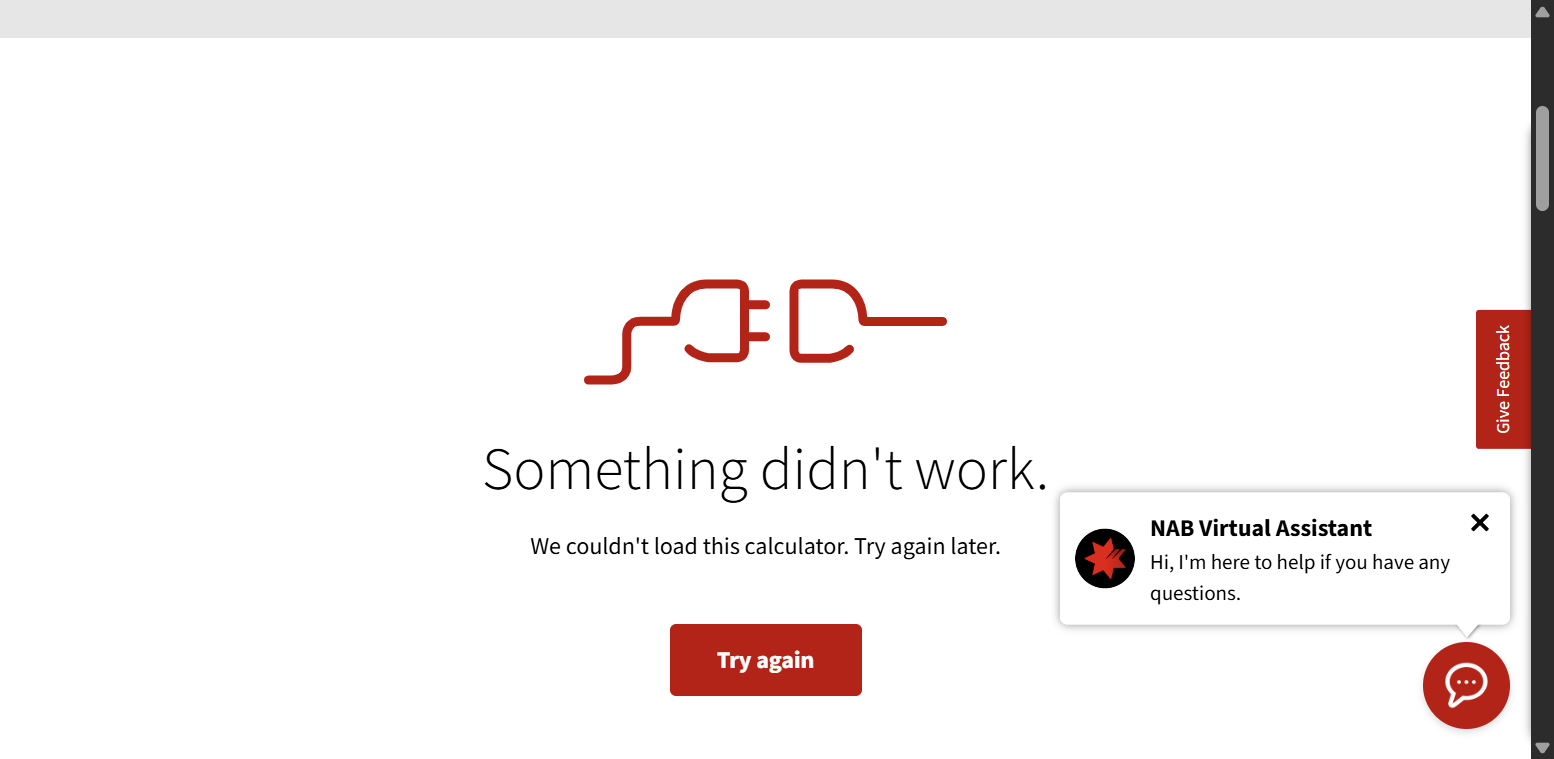 Something didn't work.
We couldn't load this calculator. Try again later.
Try again
Give Feedback
NAB Virtual Assistant
Hi, I'm here to help if you have any
questions.